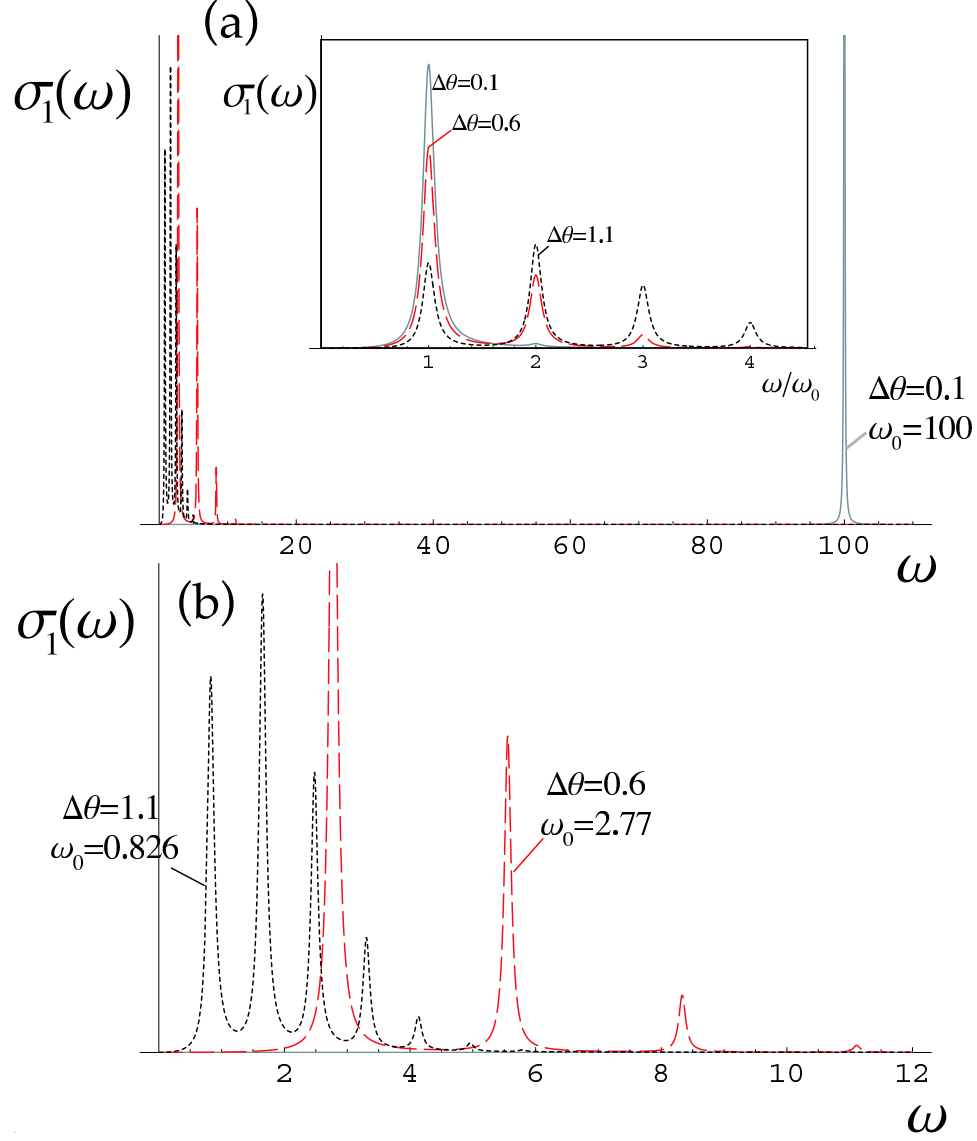 (a)
σ₁(ω)
σ₁(ω)
Δθ=0.1
Δθ=0.6
Δθ=1.1
1 2 3 4
ω/ω₀
Δθ=0.1
ω₀=100
20 40 60 80 100
ω
(b)
σ₁(ω)
Δθ=1.1
ω₀=0.826
Δθ=0.6
ω₀=2.77
2 4 6 8 10 12
ω